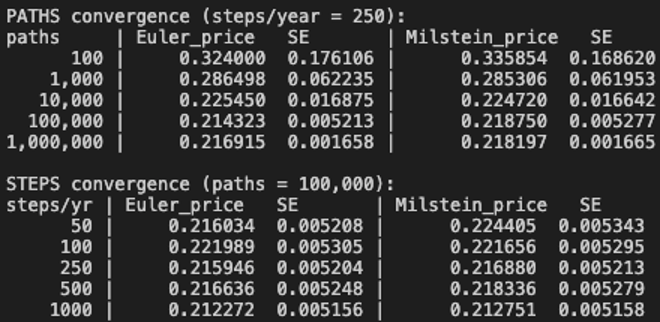 PATHS convergence (steps/year = 250):
paths | Euler_price SE | Milstein_price SE
100 | 0.324000 0.176106 | 0.335854 0.168620
1,000 | 0.286498 0.062235 | 0.285306 0.061953
10,000 | 0.225450 0.016875 | 0.224720 0.016642
100,000 | 0.214323 0.005213 | 0.218750 0.005277
1,000,000 | 0.216915 0.001658 | 0.218197 0.001665
STEPS convergence (paths = 100,000):
steps/yr | Euler_price SE | Milstein_price SE
50 | 0.216034 0.005208 | 0.224405 0.005343
100 | 0.221989 0.005305 | 0.221656 0.005295
250 | 0.215946 0.005204 | 0.216880 0.005213
500 | 0.216636 0.005248 | 0.218336 0.005279
1000 | 0.212272 0.005156 | 0.212751 0.005158